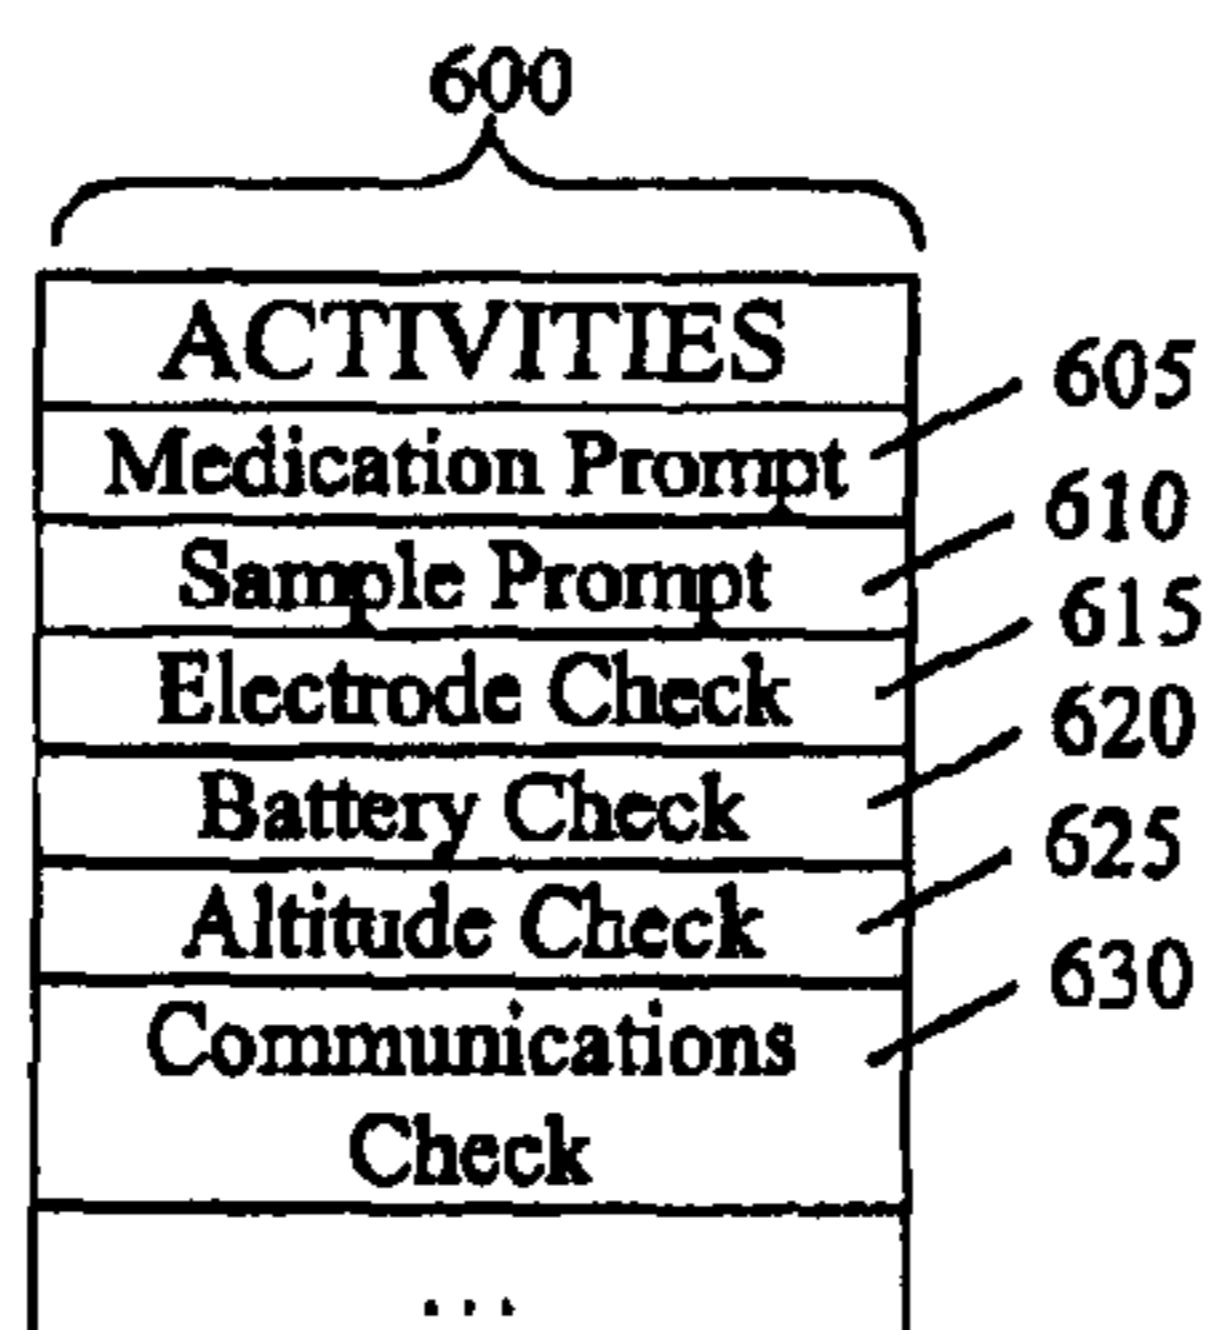 600
ACTIVITIES
605
Medication Prompt
610
Sample Prompt
615
Electrode Check
620
Battery Check
625
Altitude Check
630
Communications
Check
...